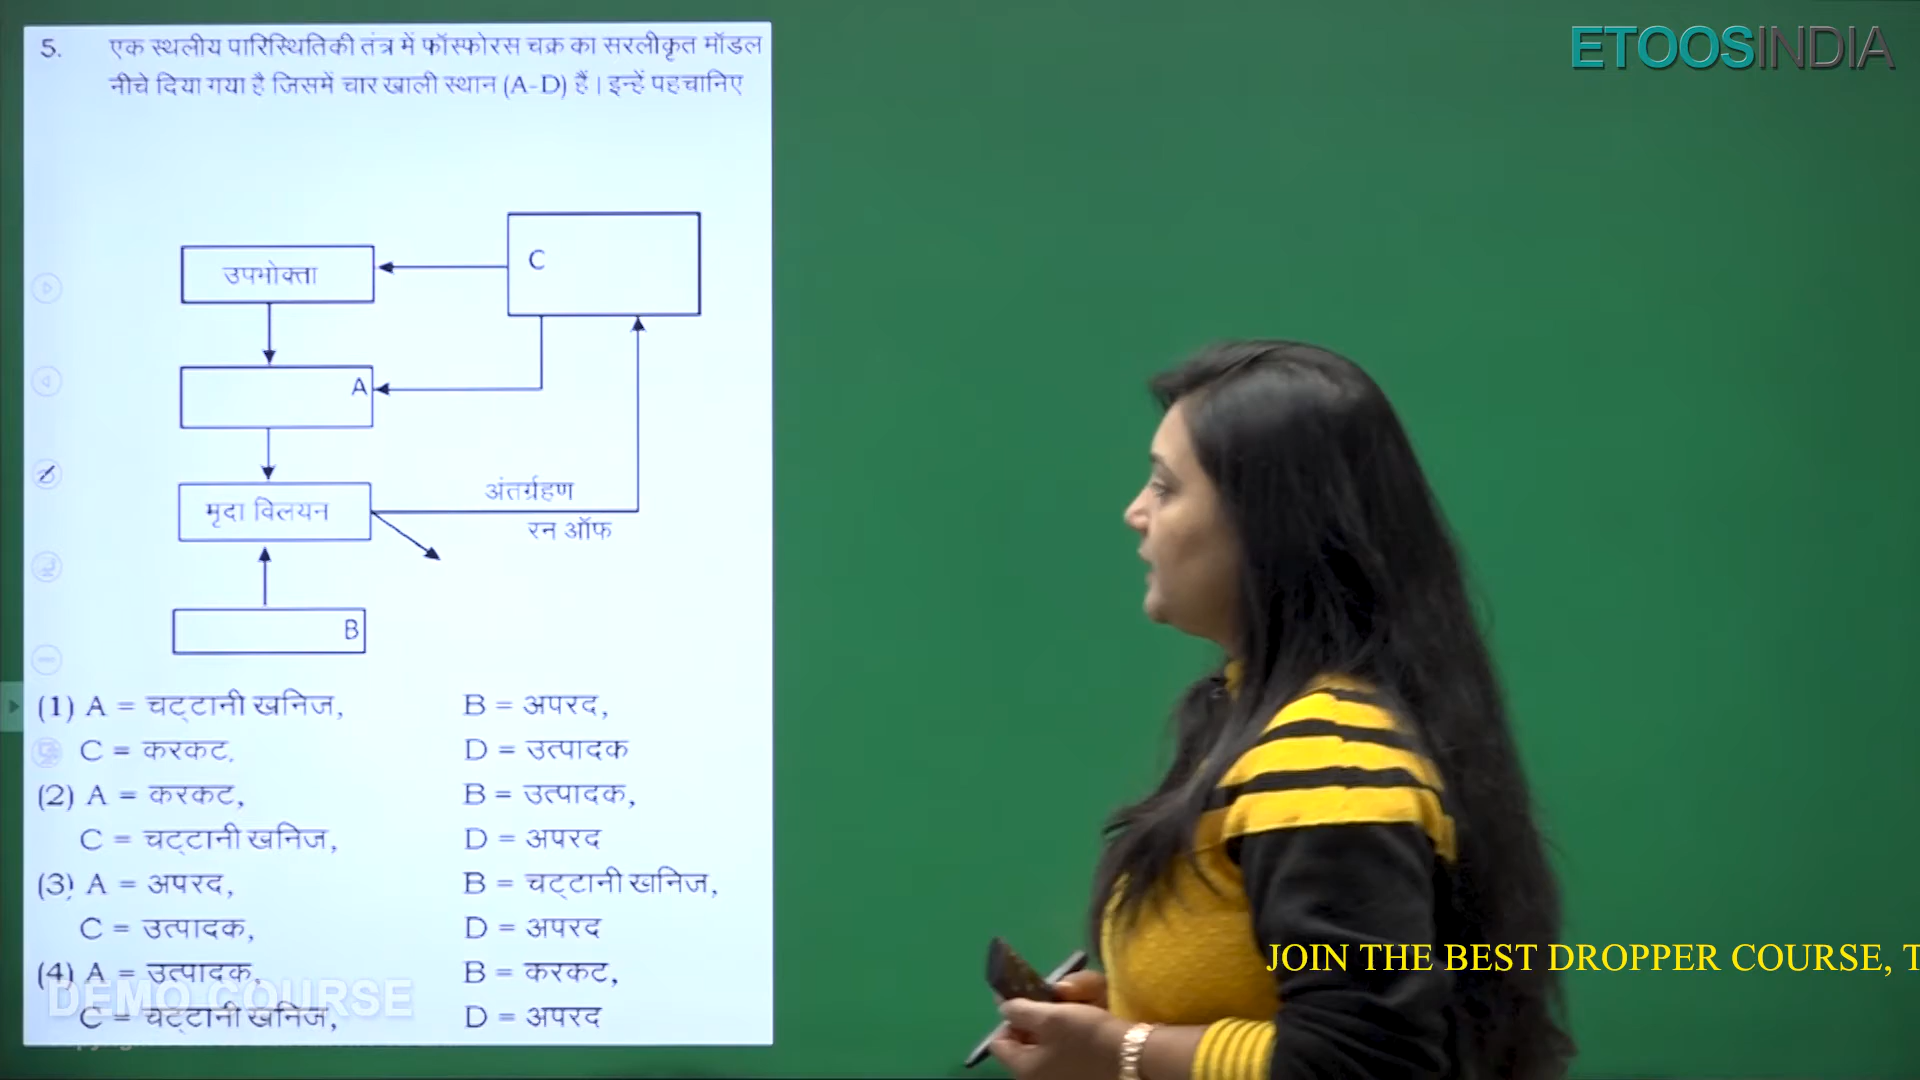 ETOOSINDIA
5. एक स्थलीय पारिस्थितिकी तंत्र में फॉस्फोरस चक्र का सरलीकृत मॉडल
नीचे दिया गया है जिसमें चार खाली स्थान (A-D) हैं। इन्हें पहचानिए
C
उपभोक्ता
A
अंतर्ग्रहण
मृदा विलयन
रन ऑफ
B
(1) A = चट्टानी खनिज, B = अपरद,
C = करकट, D = उत्पादक
(2) A = करकट, B = उत्पादक,
C = चट्टानी खनिज, D = अपरद
(3) A = अपरद, B = चट्टानी खनिज,
C = उत्पादक, D = अपरद
(4) A = उत्पादक, B = करकट,
C = चट्टानी खनिज, D = अपरद
DEMO COURSE
JOIN THE BEST DROPPER COURSE, T